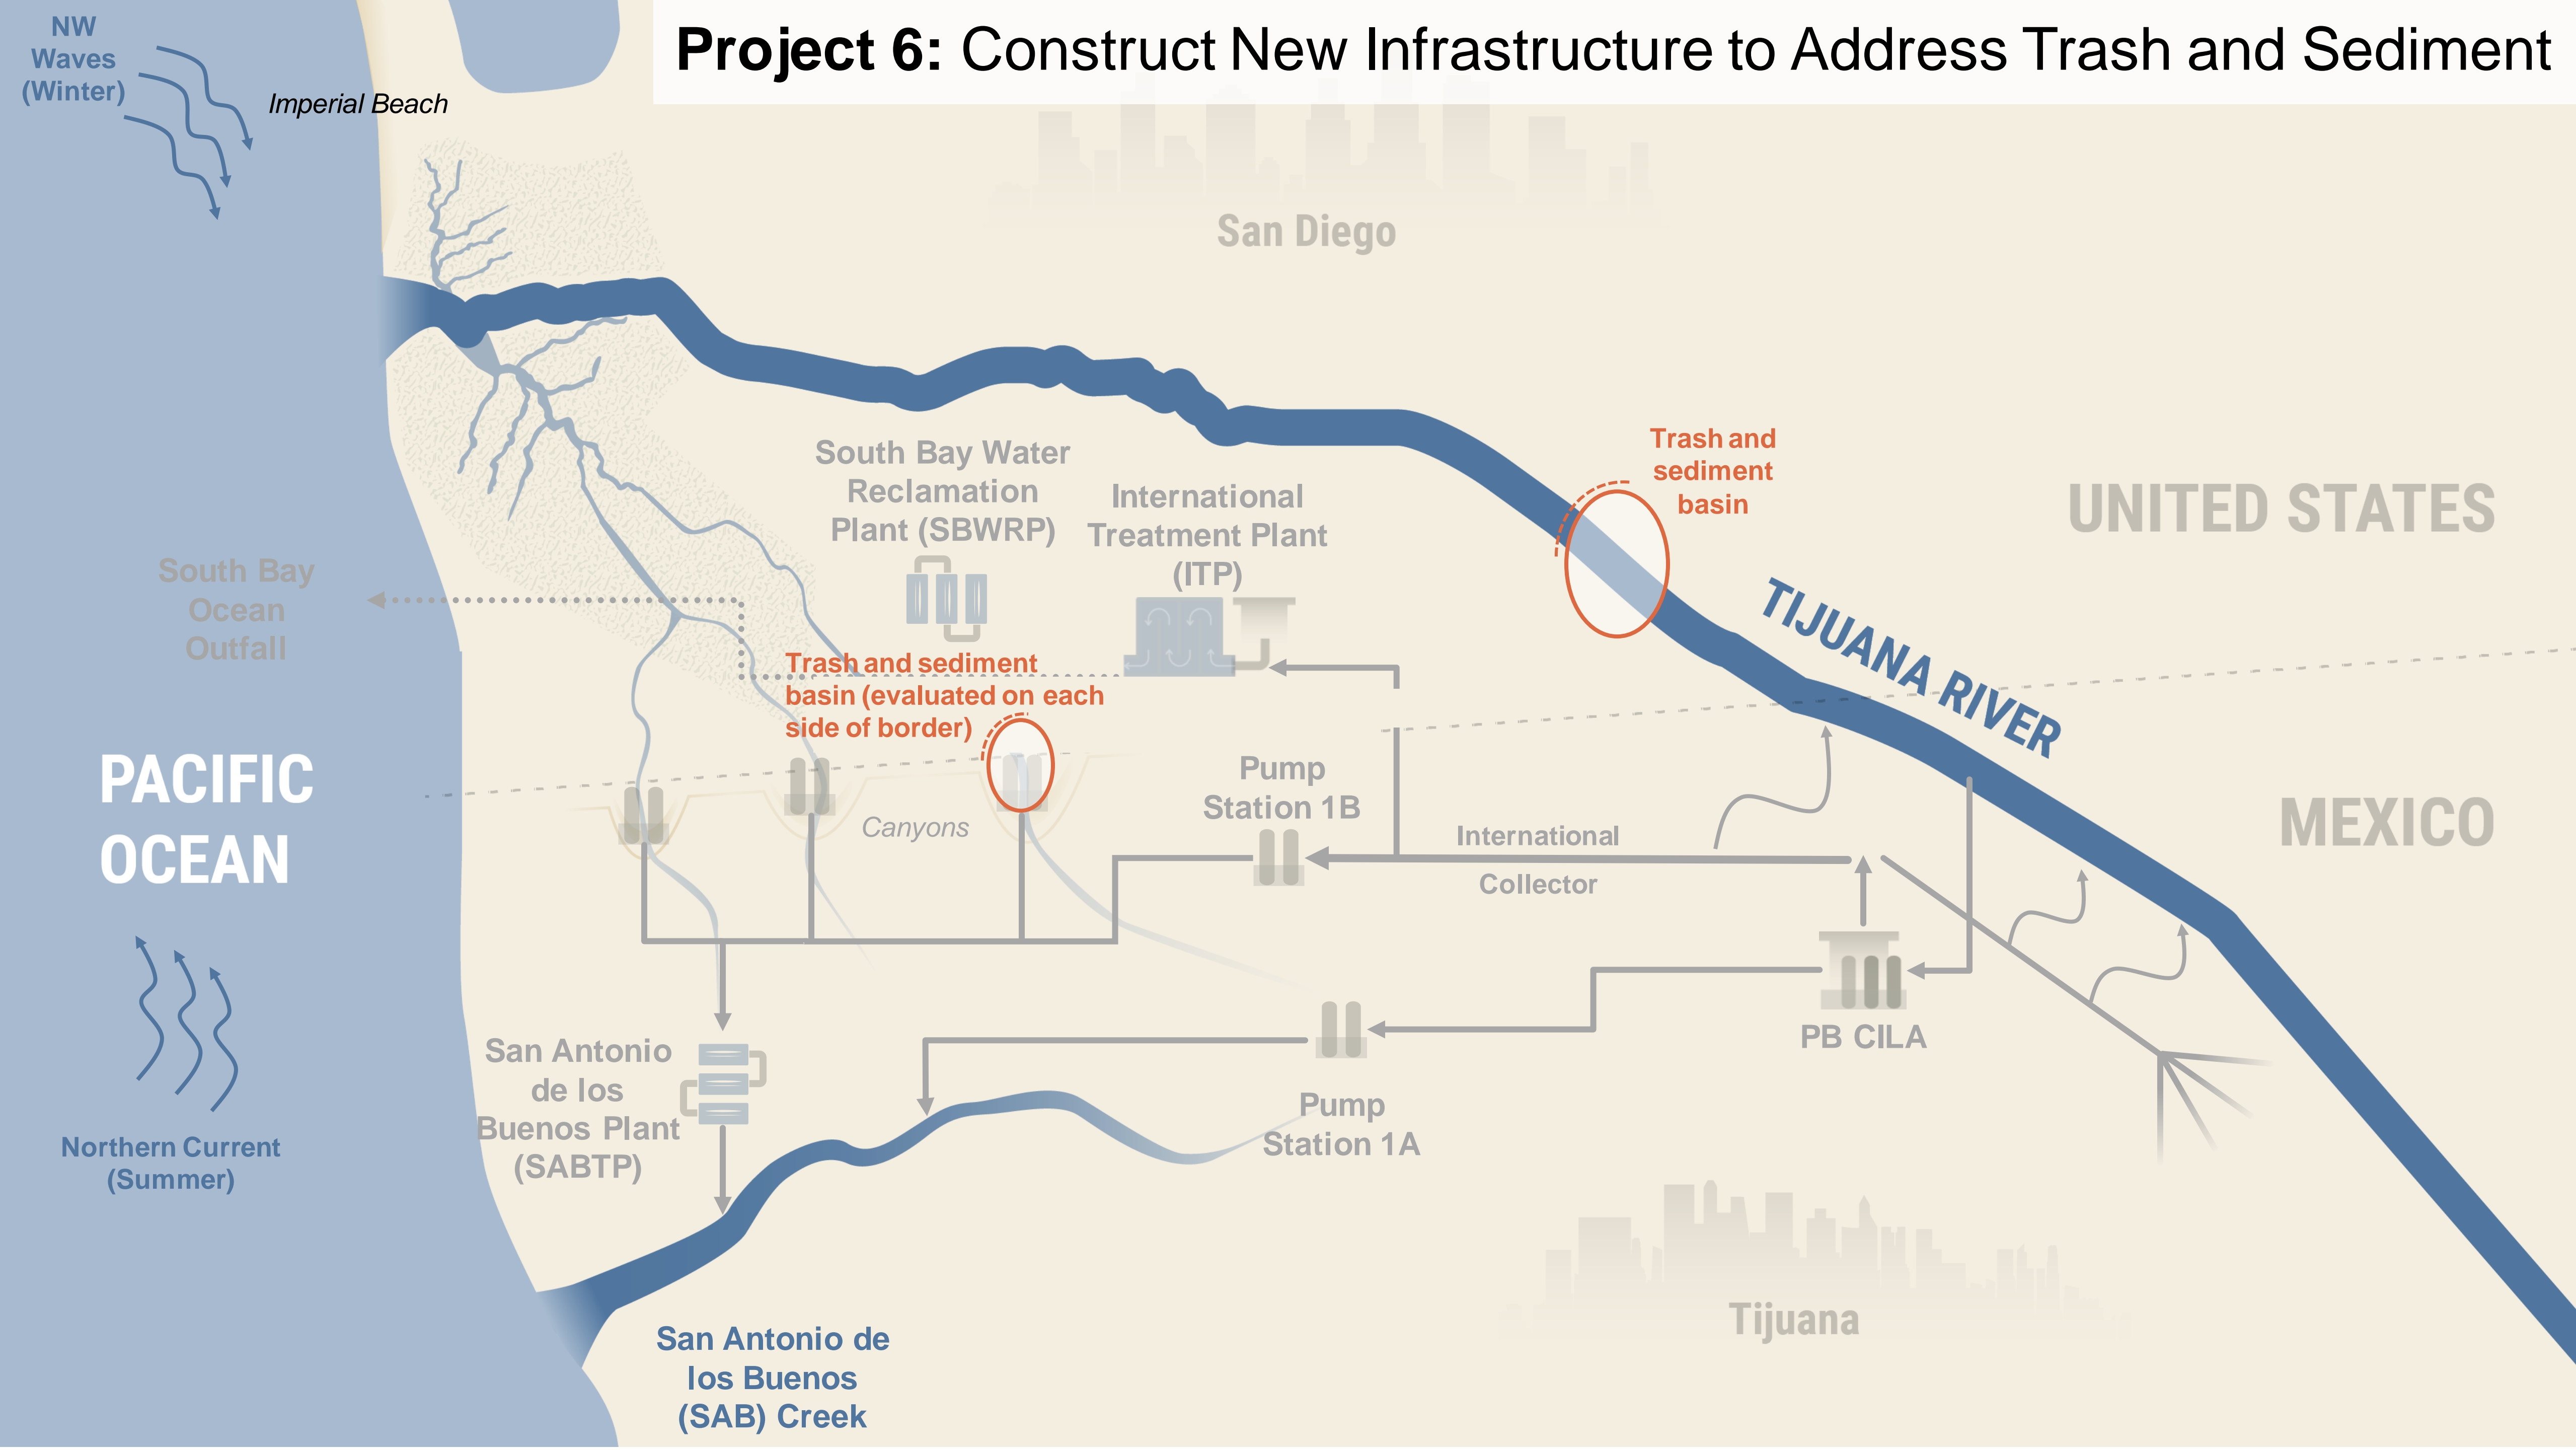 Project 6: Construct New Infrastructure to Address Trash and Sediment
NW
Waves
(Winter)
Imperial Beach
San Diego
South Bay Water
Reclamation
Plant (SBWRP)
International
Treatment Plant
(ITP)
Trash and
sediment
basin
UNITED STATES
South Bay
Ocean
Outfall
TIJUANA RIVER
Trash and sediment
basin (evaluated on each
side of border)
PACIFIC
OCEAN
Canyons
Pump
Station 1B
International
Collector
MEXICO
PB CILA
San Antonio
de los
Buenos Plant
(SABTP)
Pump
Station 1A
Northern Current
(Summer)
Tijuana
San Antonio de
los Buenos
(SAB) Creek